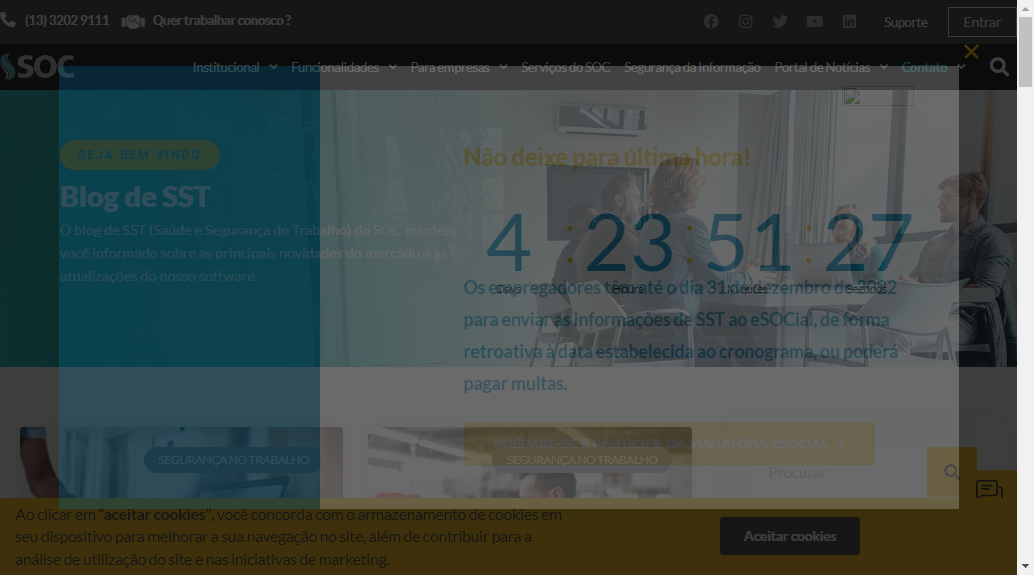 (13) 3202 9111 Quer trabalhar conosco?
Suporte Entrar
SOC Institucional Funcionalidades Para empresas Serviços do SOC Segurança da Informação Portal de Notícias Contato
SEJA BEM VINDO
Blog de SST
O blog de SST (Saúde e Segurança do Trabalho) do SOC mantém
você informado sobre as principais novidades do mercado e as
atualizações do nosso software.
Não deixe para última hora!
4 : 23 : 51 : 27
Days Hours Minutes Seconds
Os empregadores têm até o dia 31 de dezembro de 2022
para enviar as informações de SST ao eSOCial, de forma
retroativa à data estabelecida ao cronograma, ou poderá
pagar multas.
PARTICIPE DA MARATONA ESOCIAL
SEGURANÇA NO TRABALHO
SEGURANÇA NO TRABALHO
Procurar
Ao clicar em "aceitar cookies", você concorda com o armazenamento de cookies em
seu dispositivo para melhorar a sua navegação no site, além de contribuir para a
análise de utilização do site e nas iniciativas de marketing.
Aceitar cookies